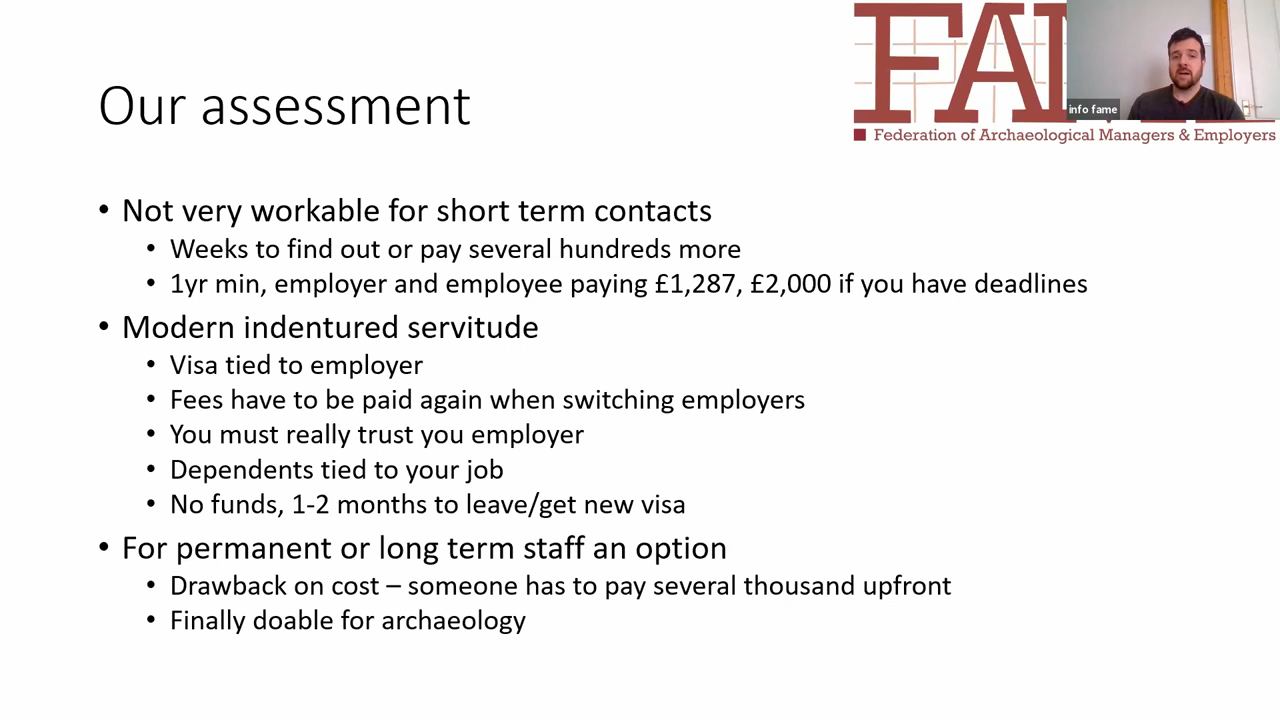 FA
info fame
Federation of Archaeological Managers & Employers
Our assessment
• Not very workable for short term contacts
• Weeks to find out or pay several hundreds more
• 1yr min, employer and employee paying £1,287, £2,000 if you have deadlines
• Modern indentured servitude
• Visa tied to employer
• Fees have to be paid again when switching employers
• You must really trust you employer
• Dependents tied to your job
• No funds, 1-2 months to leave/get new visa
• For permanent or long term staff an option
• Drawback on cost – someone has to pay several thousand upfront
• Finally doable for archaeology